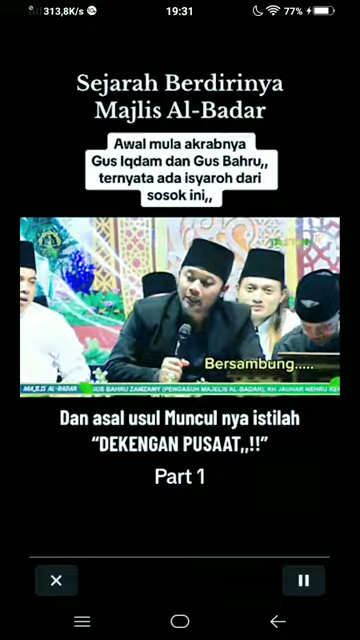 313,8K/s
19:31
77%
Sejarah Berdirinya
Majlis Al-Badar
Awal mula akrabnya
Gus Iqdam dan Gus Bahru,,
ternyata ada isyaroh dari
sosok ini,,
Bersambung.....
MAJLIS AL-BADAR
GUS BAHRU ZAMZAMY (PENGASUH MAJELIS AL-BADAR), KH JAUHAR NEHRU
Dan asal usul Muncul nya istilah
“DEKENGAN PUSAAT,,!!”
Part 1